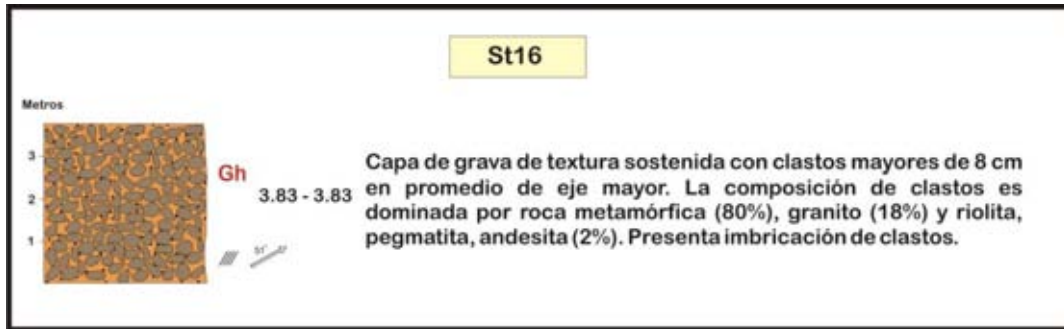 St16
Metros
3
2
1
Gh
3.83 - 3.83
51°
Capa de grava de textura sostenida con clastos mayores de 8 cm
en promedio de eje mayor. La composición de clastos es
dominada por roca metamórfica (80%), granito (18%) y riolita,
pegmatita, andesita (2%). Presenta imbricación de clastos.